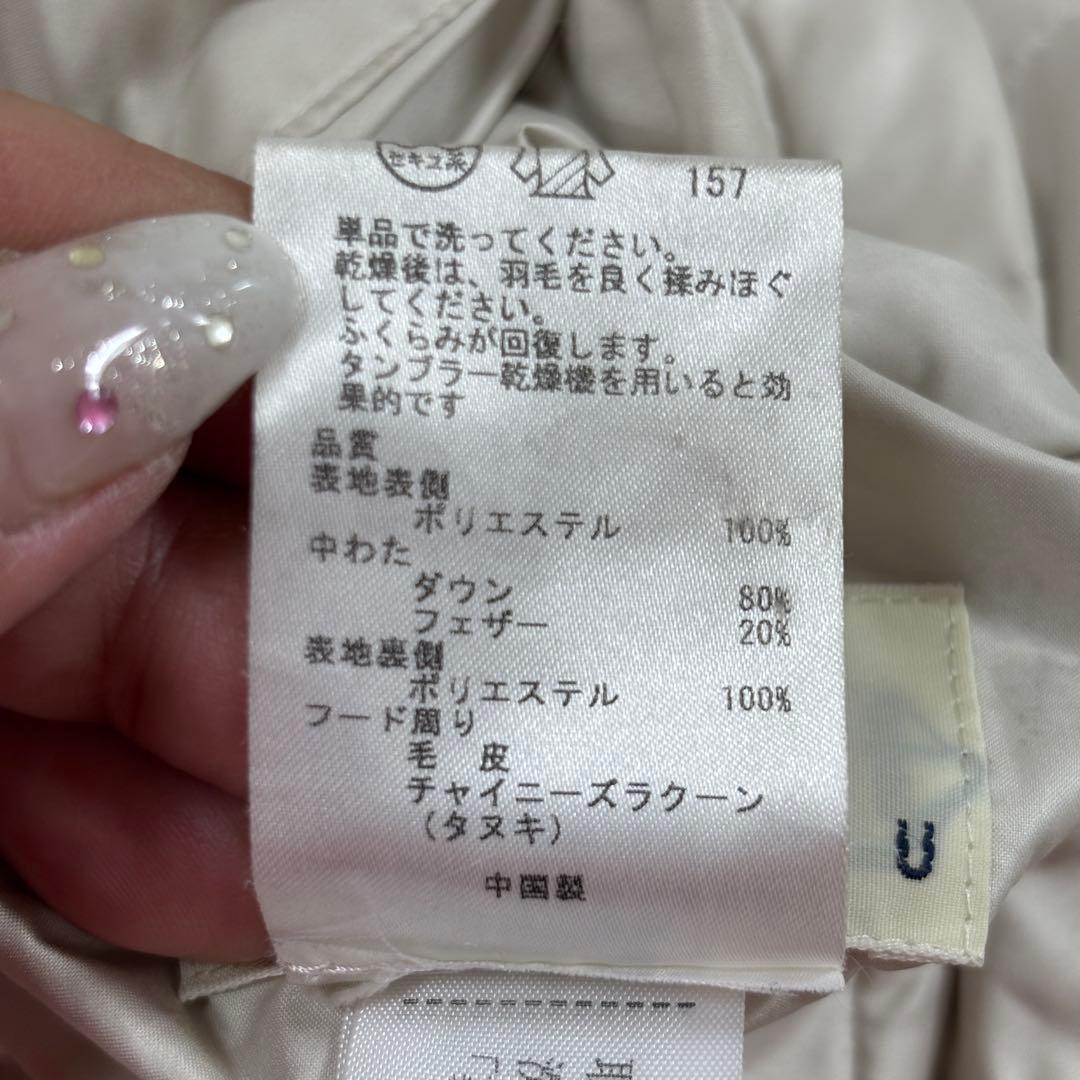 セキユ系
157
単品で洗ってください。
乾燥後は、羽毛を良く揉みほぐ
してください。
ふくらみが回復します。
タンブラー乾燥機を用いると効
果的です
品質
表地表側
ポリエステル 100%
中わた
ダウン 80%
フェザー 20%
表地裏側
ポリエステル 100%
フード周り
毛 皮
チャイニーズラクーン
(タヌキ)
中国製
U